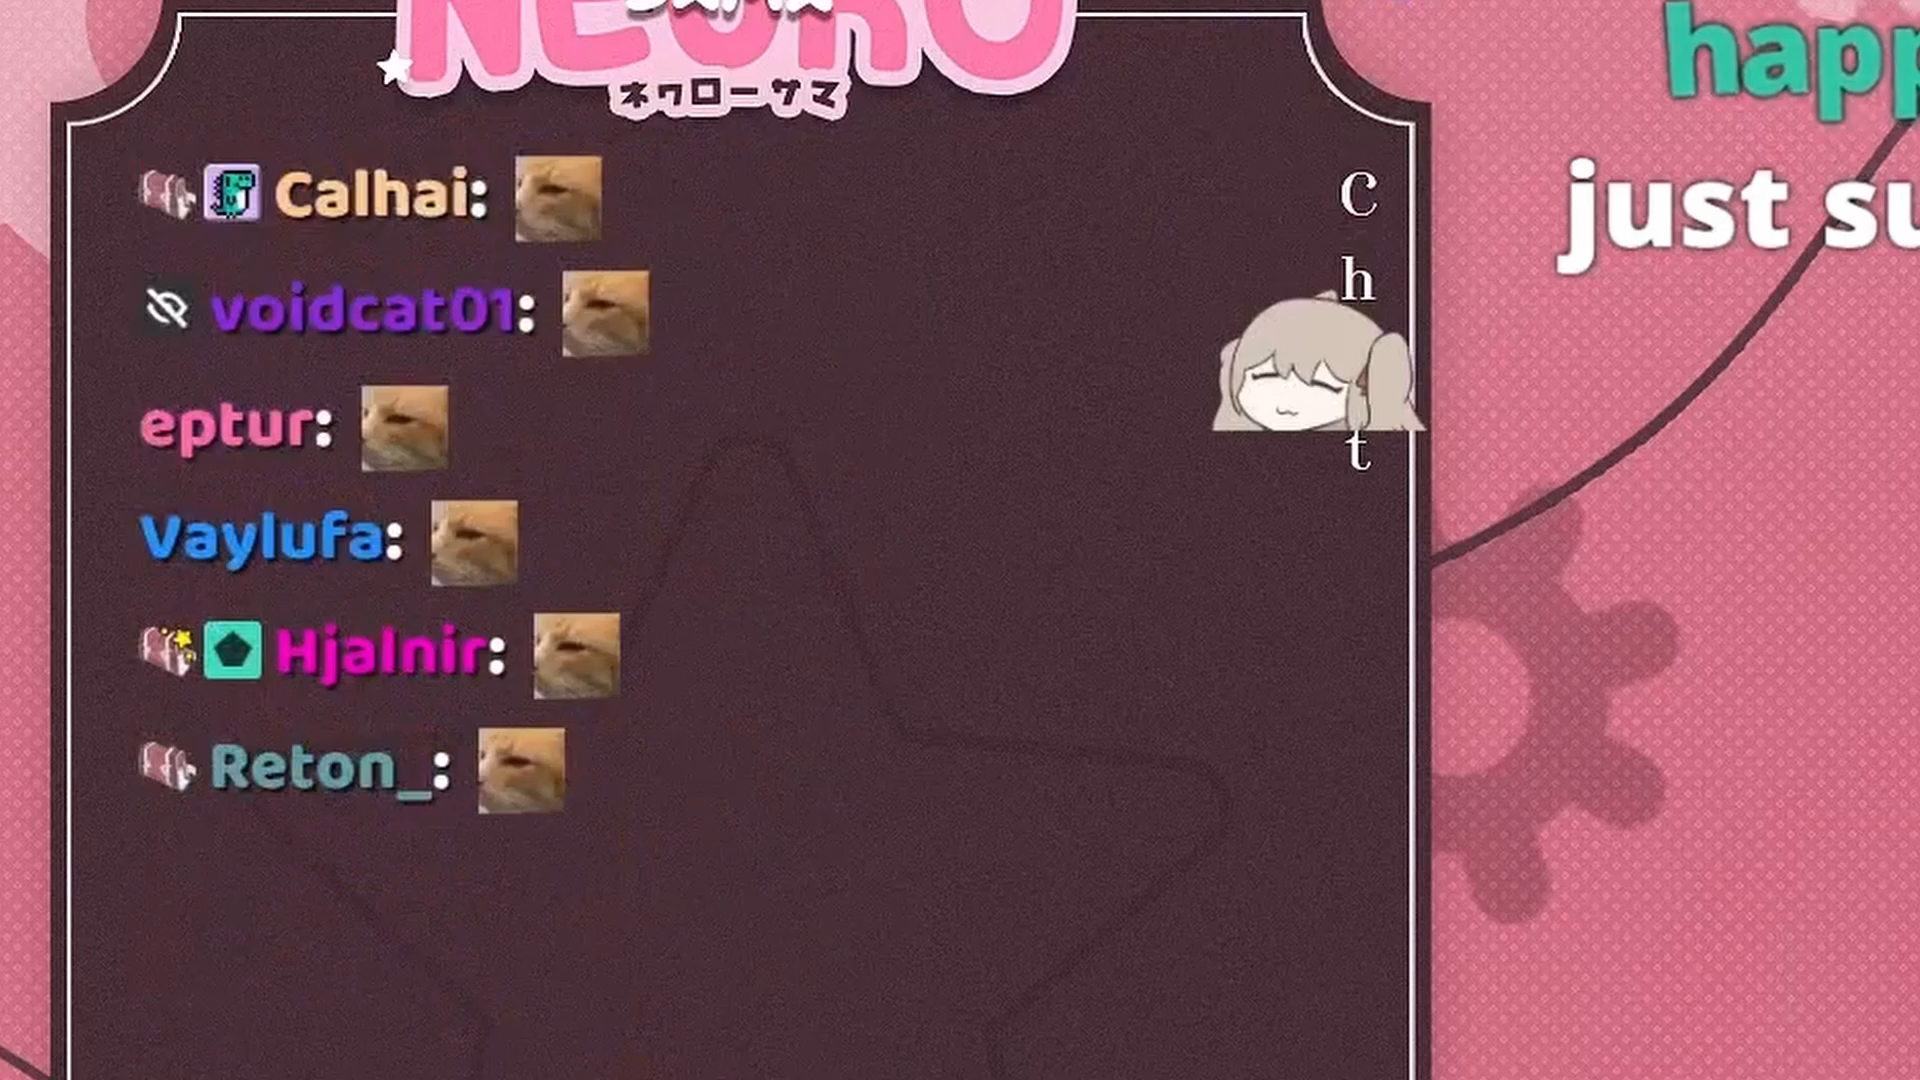 NEURO
ネウローサマ
Calhai:
voidcat01:
eptur:
Vaylufa:
Hjalnir:
Reton_:
C
h
t
happ
just su